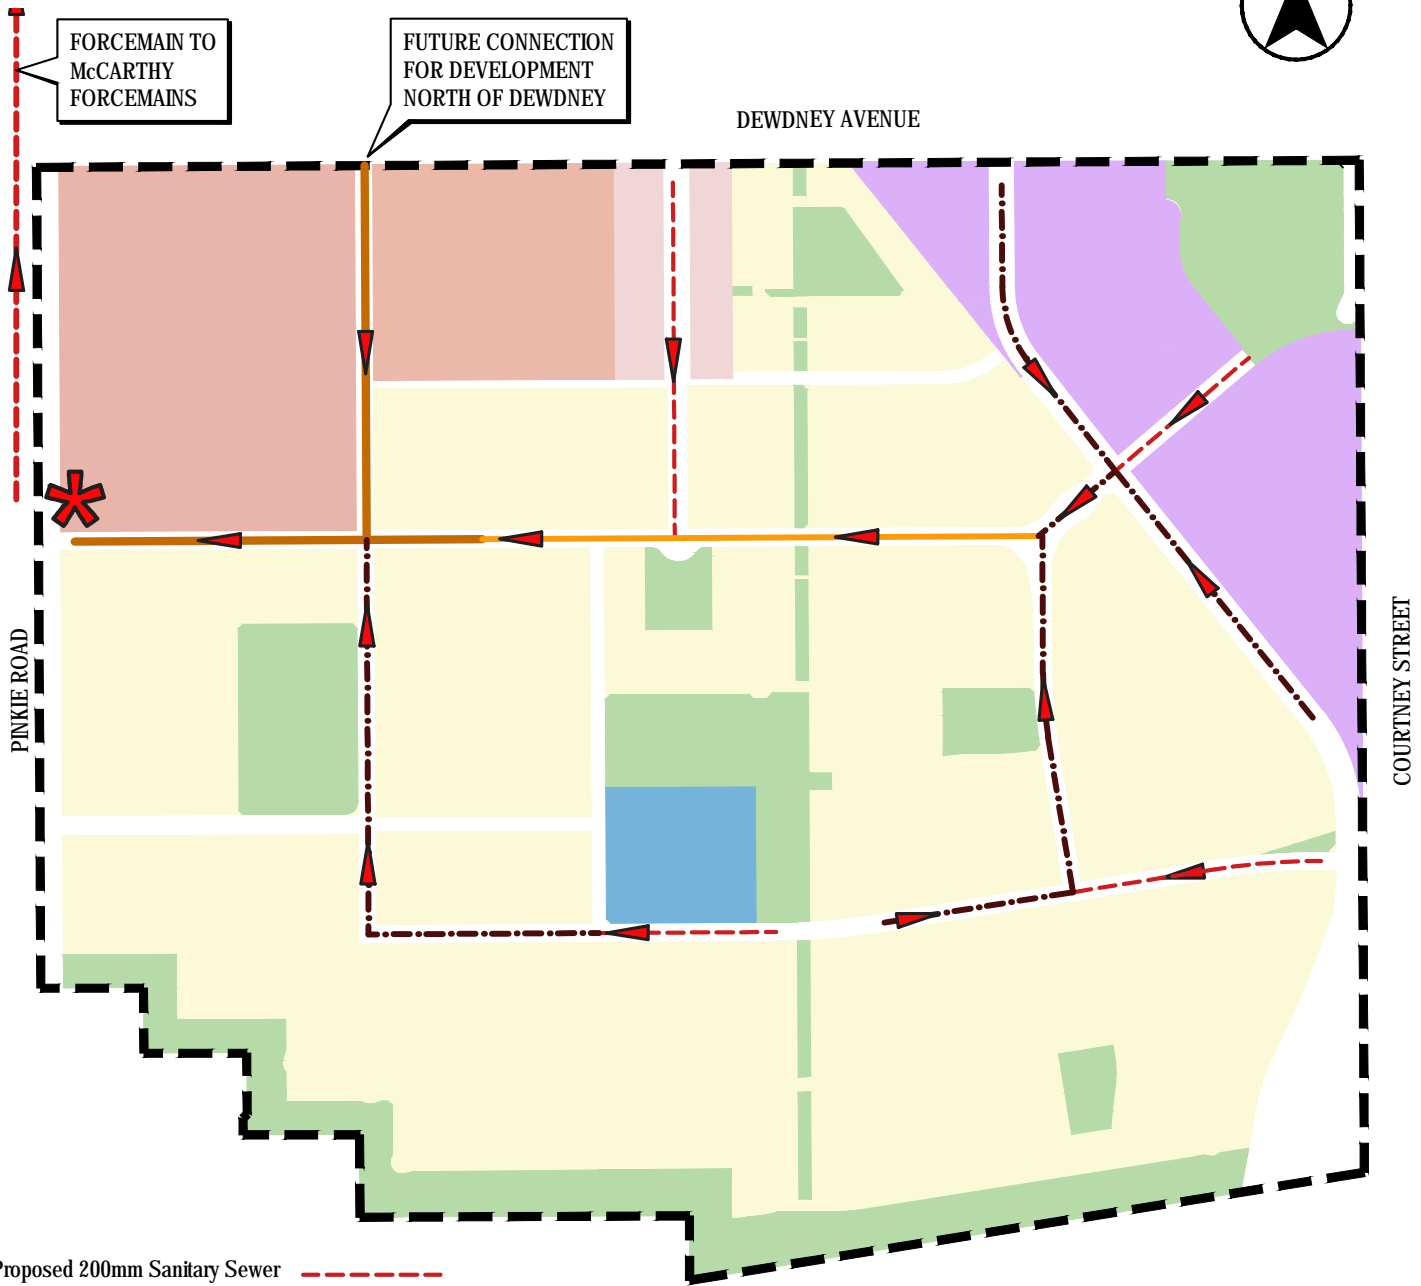 FORCEMAIN TO
McCARTHY
FORCEMAINS
FUTURE CONNECTION
FOR DEVELOPMENT
NORTH OF DEWDNEY
DEWDNEY AVENUE
PINKIE ROAD
COURTNEY STREET
Proposed 200mm Sanitary Sewer